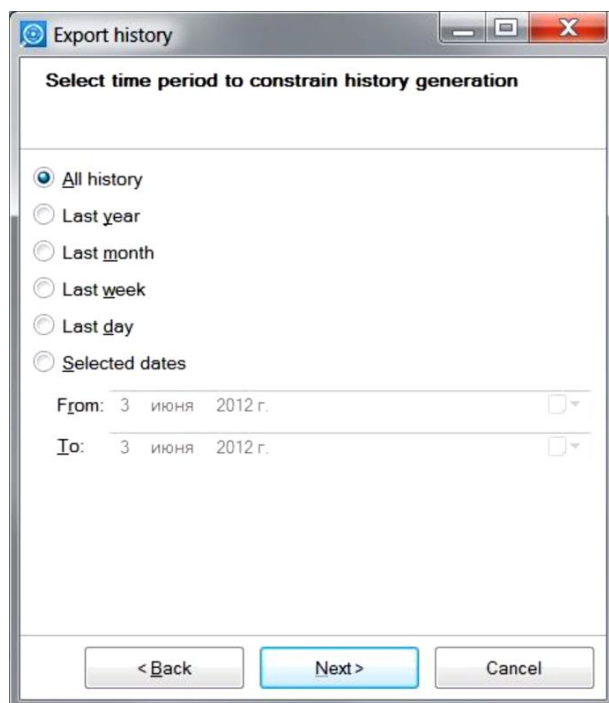 Export history
Select time period to constrain history generation
All history
Last year
Last month
Last week
Last day
Selected dates
From: 3 июня 2012 г.
To: 3 июня 2012 г.
< Back Next > Cancel